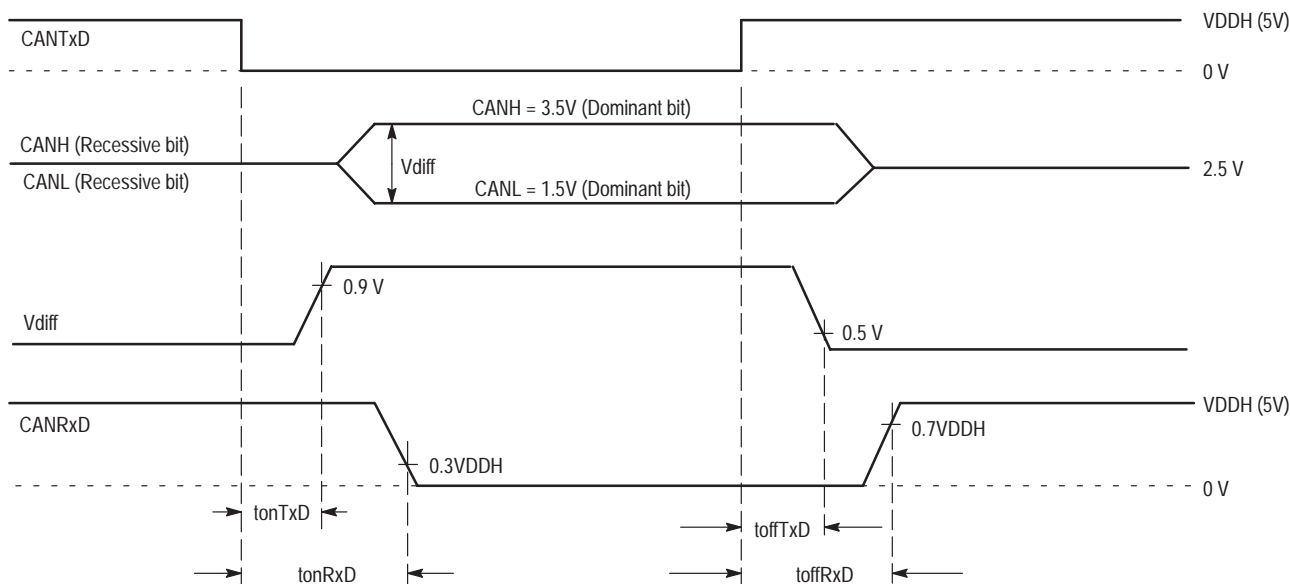 VDDH (5V)
CANTxD
0 V
CANH = 3.5V (Dominant bit)
CANH (Recessive bit)
Vdiff
2.5 V
CANL (Recessive bit)
CANL = 1.5V (Dominant bit)
0.9 V
Vdiff
0.5 V
VDDH (5V)
CANRxD
0.7VDDH
0.3VDDH
0 V
tonTxD
toffTxD
tonRxD
toffRxD